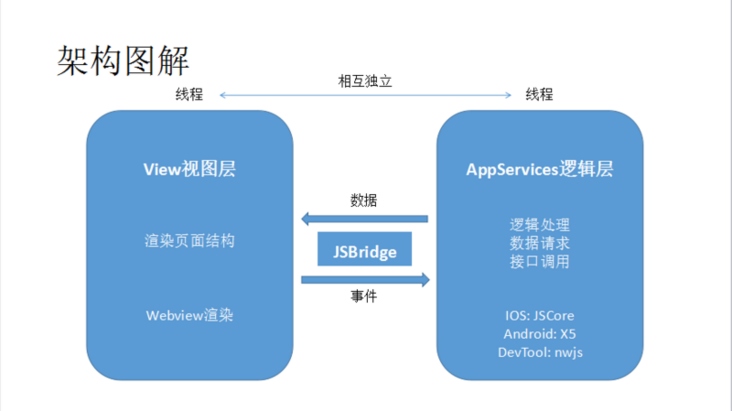 架构图解
相互独立
线程
线程
View视图层
渲染页面结构
Webview渲染
数据
JSBridge
事件
AppServices逻辑层
逻辑处理
数据请求
接口调用
IOS: JSCore
Android: X5
DevTool: nwjs